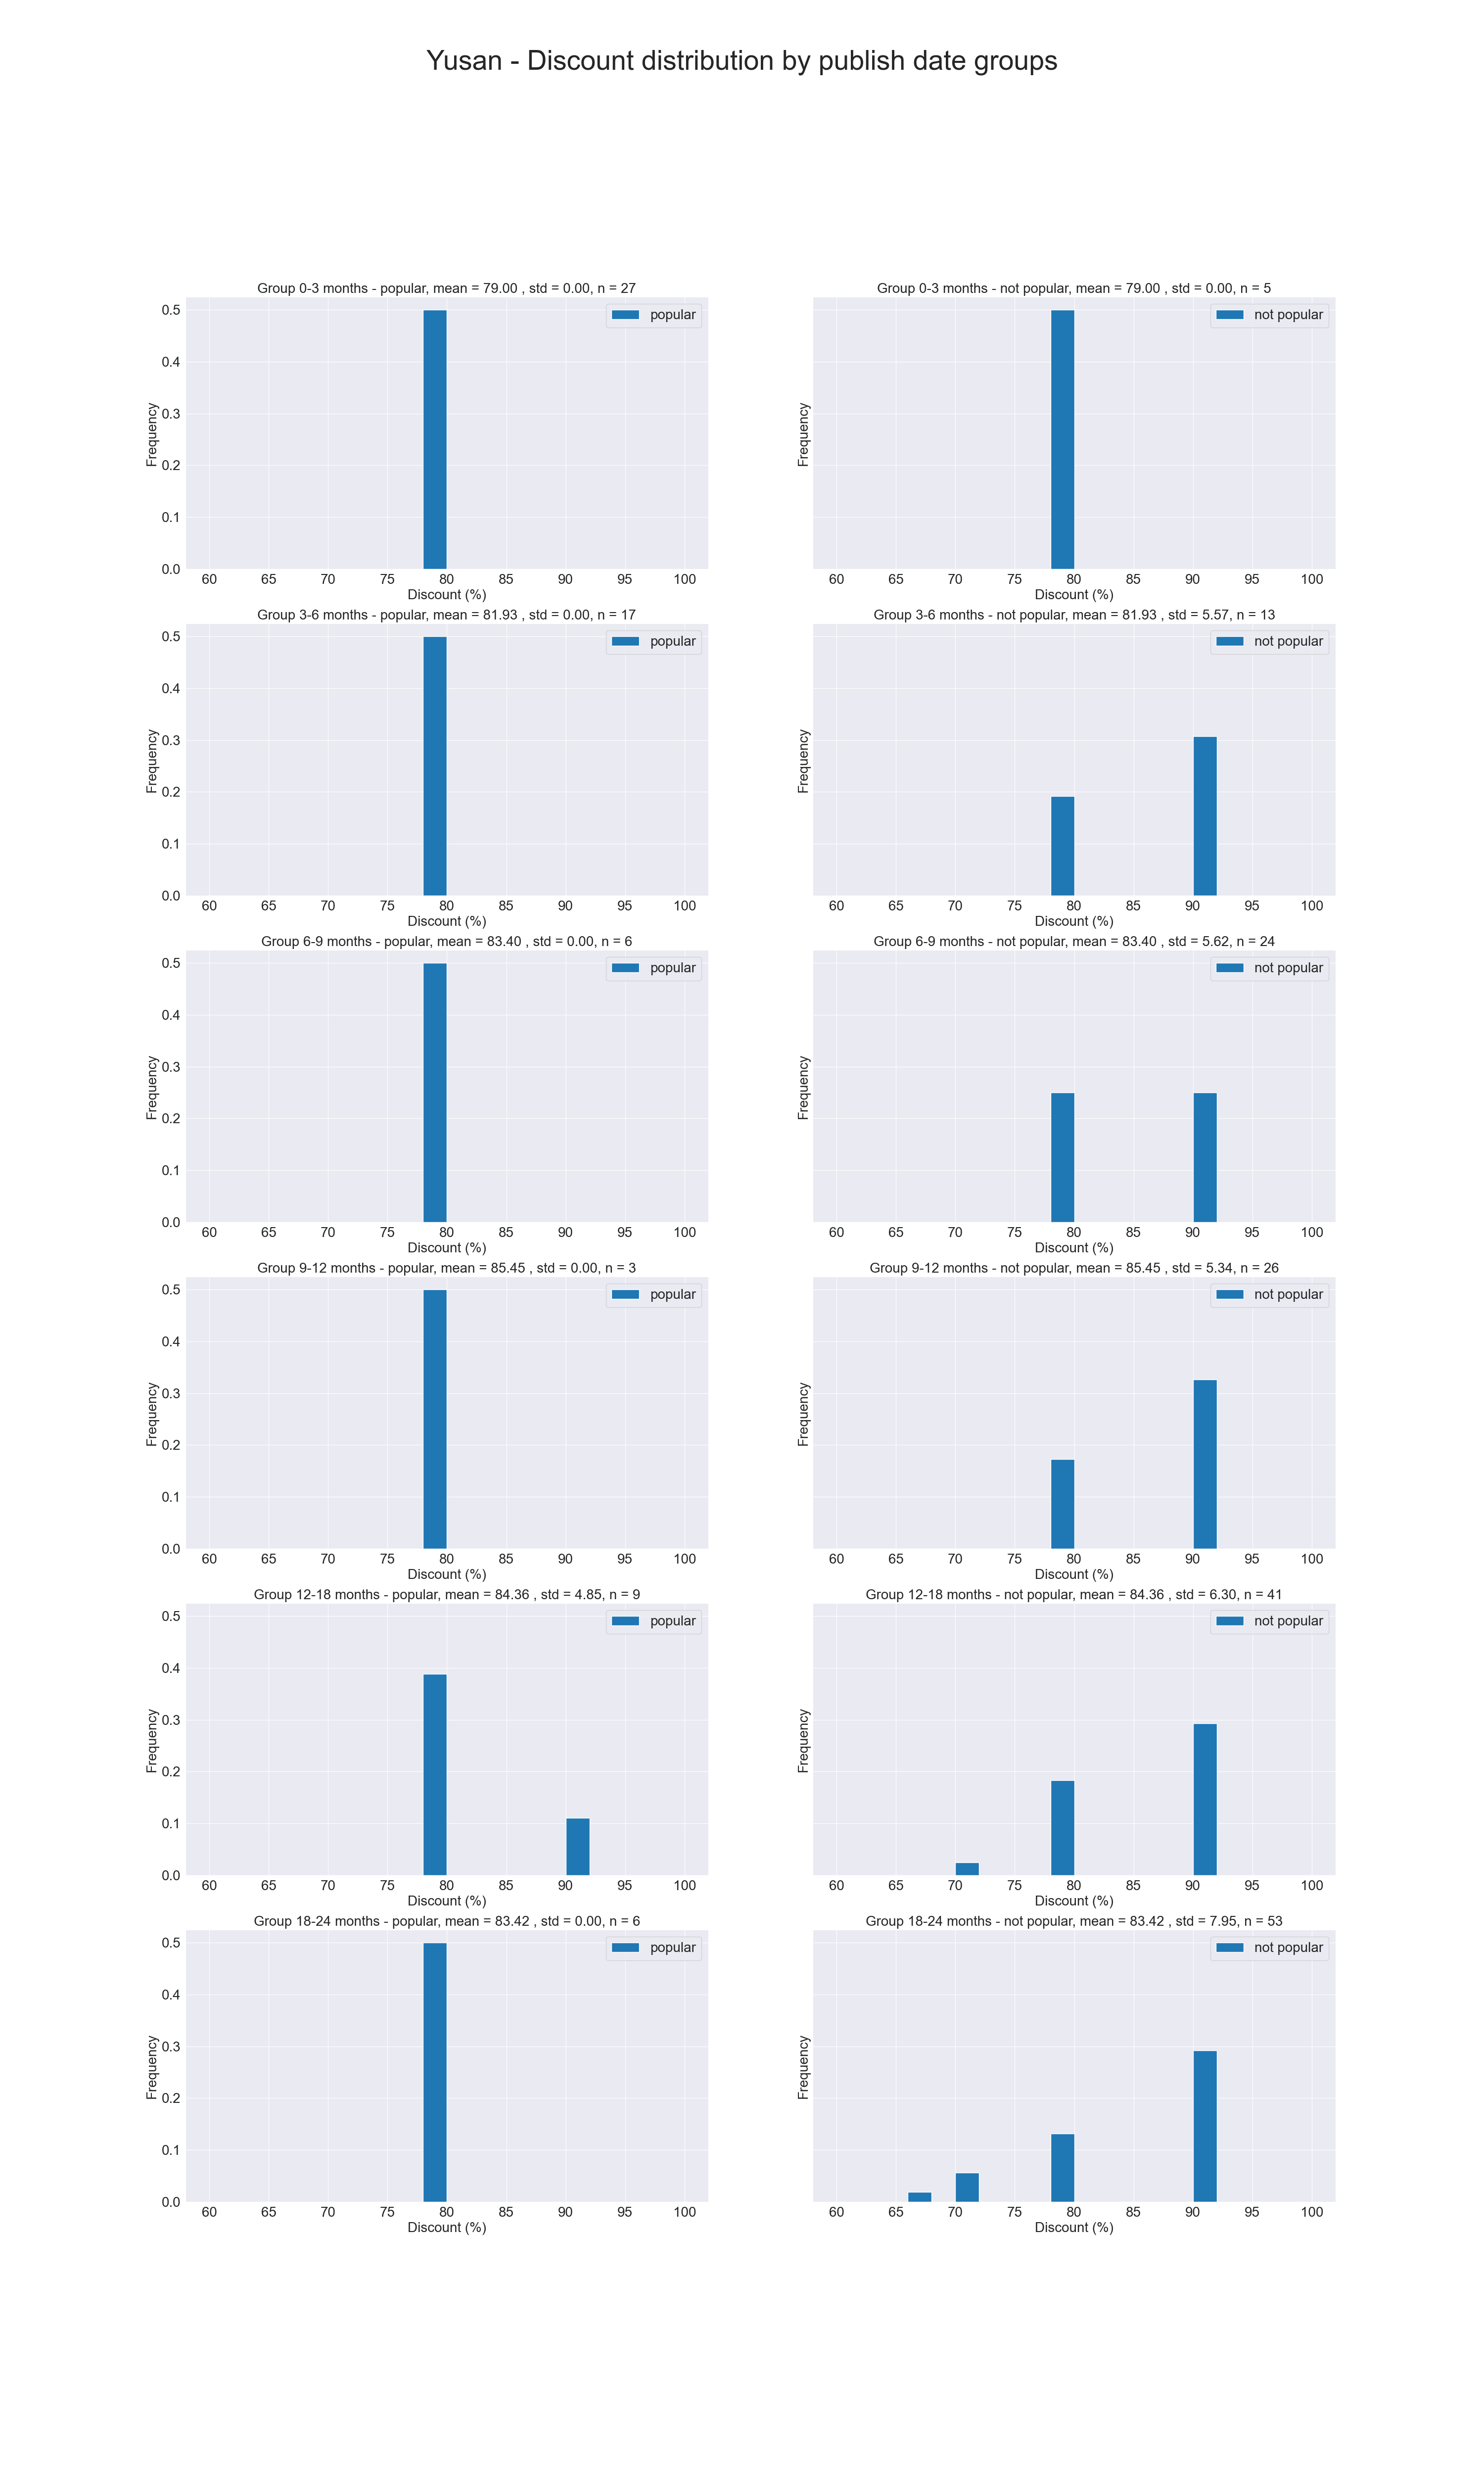 Yusan - Discount distribution by publish date groups
Group 0-3 months - popular, mean = 79.00 , std = 0.00, n = 27
popular
Frequency
0.5
0.4
0.3
0.2
0.1
0.0
60 65 70 75 80 85 90 95 100
Discount (%)
Group 0-3 months - not popular, mean = 79.00 , std = 0.00, n = 5
not popular
Frequency
60 65 70 75 80 85 90 95 100
Discount (%)
Group 3-6 months - popular, mean = 81.93 , std = 0.00, n = 17
popular
Frequency
0.5
0.4
0.3
0.2
0.1
0.0
60 65 70 75 80 85 90 95 100
Discount (%)
Group 3-6 months - not popular, mean = 81.93 , std = 5.57, n = 13
not popular
Frequency
60 65 70 75 80 85 90 95 100
Discount (%)
Group 6-9 months - popular, mean = 83.40 , std = 0.00, n = 6
popular
Frequency
0.5
0.4
0.3
0.2
0.1
0.0
60 65 70 75 80 85 90 95 100
Discount (%)
Group 6-9 months - not popular, mean = 83.40 , std = 5.62, n = 24
not popular
Frequency
60 65 70 75 80 85 90 95 100
Discount (%)
Group 9-12 months - popular, mean = 85.45 , std = 0.00, n = 3
popular
Frequency
0.5
0.4
0.3
0.2
0.1
0.0
60 65 70 75 80 85 90 95 100
Discount (%)
Group 9-12 months - not popular, mean = 85.45 , std = 5.34, n = 26
not popular
Frequency
60 65 70 75 80 85 90 95 100
Discount (%)
Group 12-18 months - popular, mean = 84.36 , std = 4.85, n = 9
popular
Frequency
0.5
0.4
0.3
0.2
0.1
0.0
60 65 70 75 80 85 90 95 100
Discount (%)
Group 12-18 months - not popular, mean = 84.36 , std = 6.30, n = 41
not popular
Frequency
60 65 70 75 80 85 90 95 100
Discount (%)
Group 18-24 months - popular, mean = 83.42 , std = 0.00, n = 6
popular
Frequency
0.5
0.4
0.3
0.2
0.1
0.0
60 65 70 75 80 85 90 95 100
Discount (%)
Group 18-24 months - not popular, mean = 83.42 , std = 7.95, n = 53
not popular
Frequency
60 65 70 75 80 85 90 95 100
Discount (%)